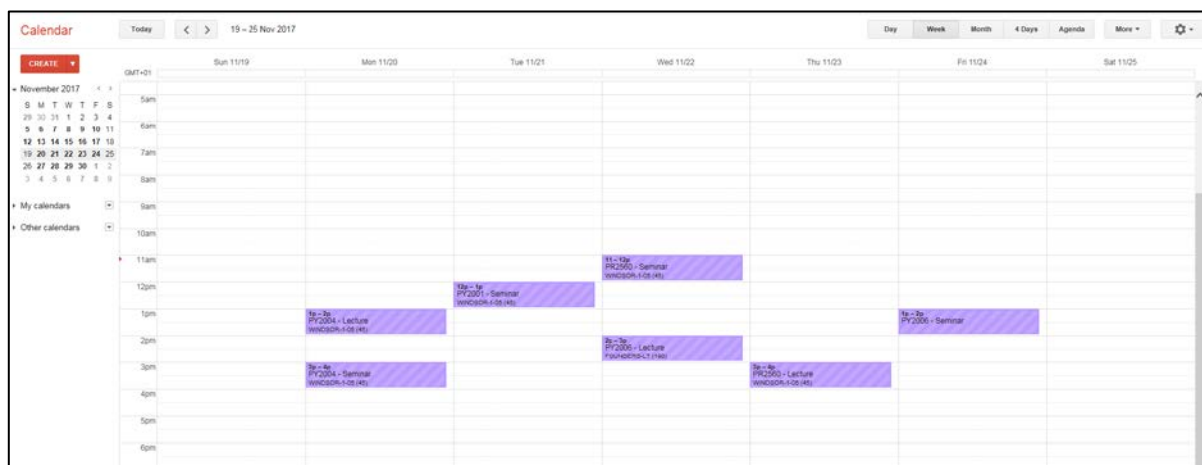 Calendar
Today
19 – 25 Nov 2017
Day Week Month 4 Days Agenda
More
CREATE
November 2017
S M T W T F S
29 30 31 1 2 3 4
5 6 7 8 9 10 11
12 13 14 15 16 17 18
19 20 21 22 23 24 25
26 27 28 29 30 1 2
3 4 5 6 7 8 9
My calendars
Other calendars
GMT+01
Sun 11/19
Mon 11/20
Tue 11/21
Wed 11/22
Thu 11/23
Fri 11/24
Sat 11/25
5am
6am
7am
8am
9am
10am
11am
12pm
1pm
2pm
3pm
4pm
5pm
6pm
1p – 2p
PY2004 - Lecture
WINDSOR-1-05 (45)
3p – 4p
PY2004 - Seminar
WINDSOR-1-05 (45)
12p – 1p
PY2001 - Seminar
WINDSOR-1-05 (45)
11 – 12p
PR2560 - Seminar
WINDSOR-1-05 (45)
2p – 3p
PY2006 - Lecture
FOUNDERS-LT
3p – 4p
PR2560 - Lecture
WINDSOR-1-05 (45)
1p – 2p
PY2006 - Seminar